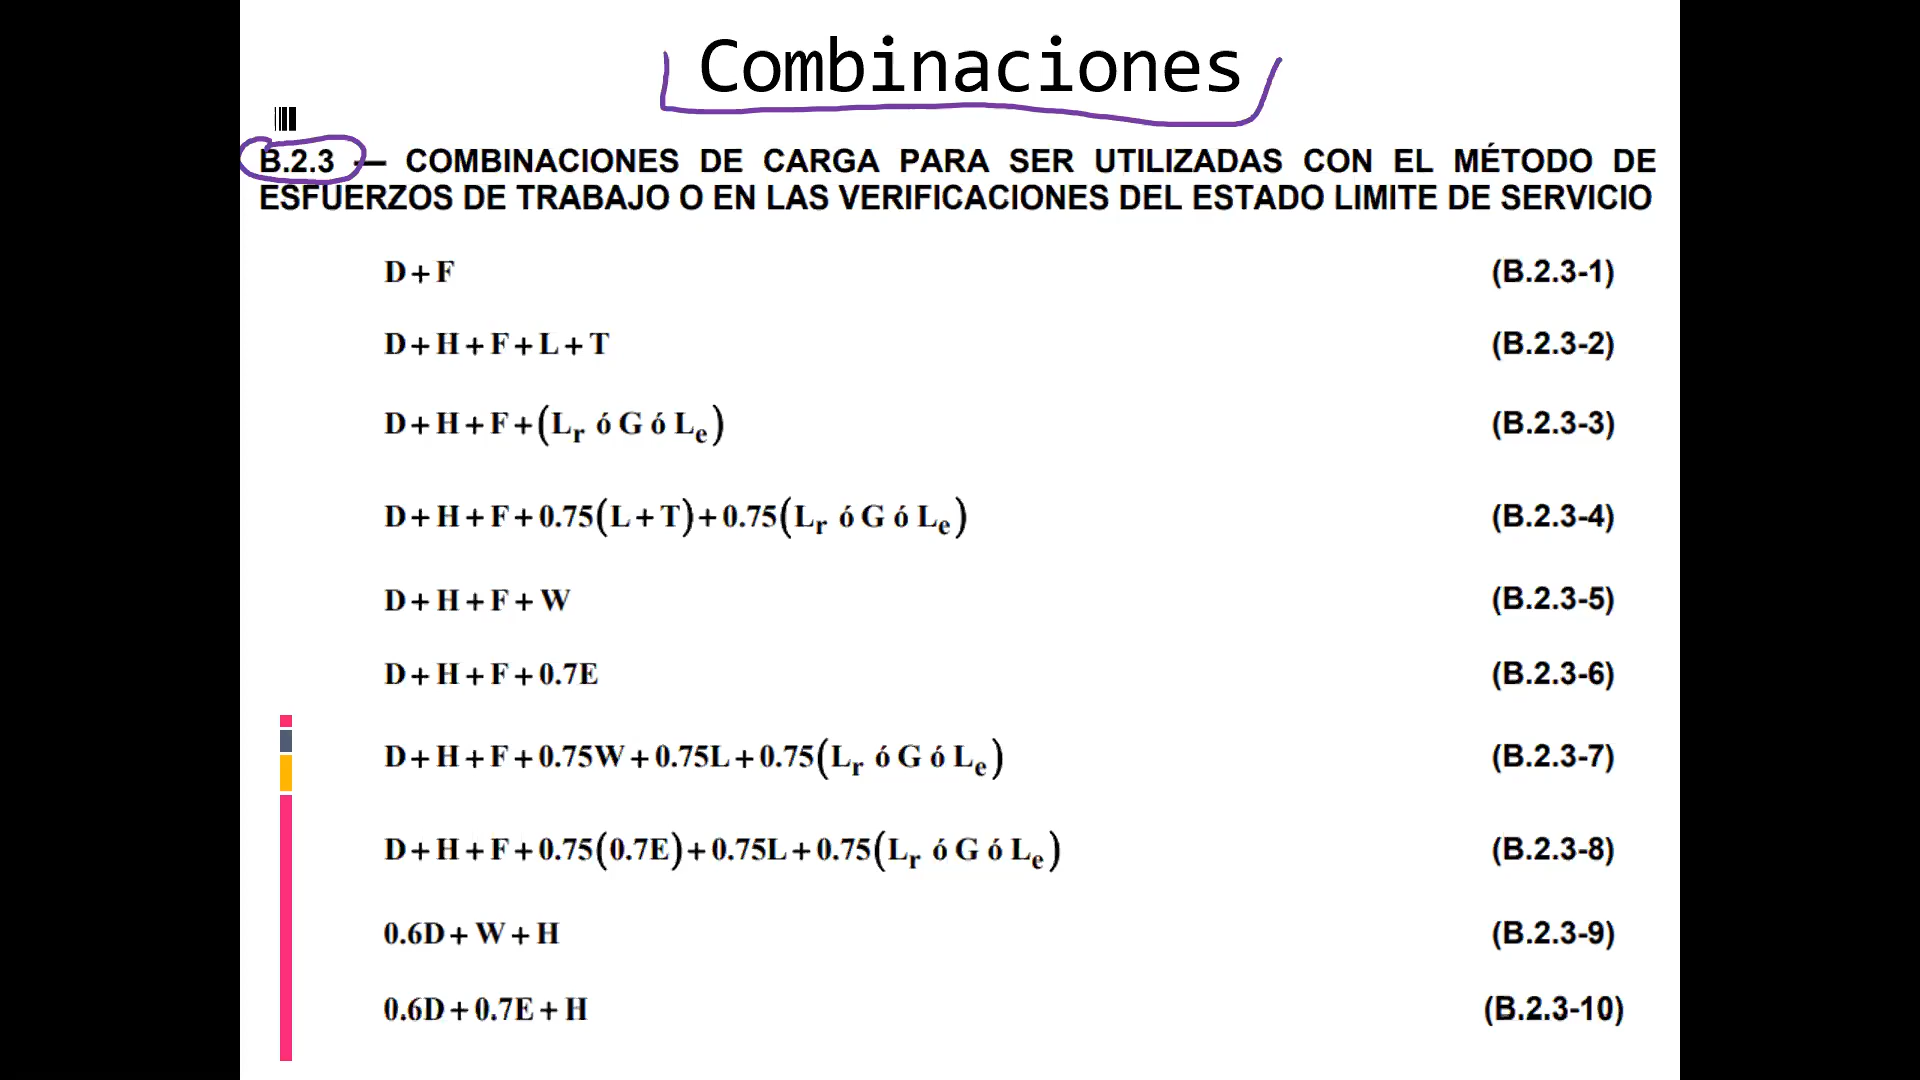 Combinaciones
B.2.3 — COMBINACIONES DE CARGA PARA SER UTILIZADAS CON EL MÉTODO DE
ESFUERZOS DE TRABAJO O EN LAS VERIFICACIONES DEL ESTADO LIMITE DE SERVICIO
D+F (B.2.3-1)
D+H+F+L+T (B.2.3-2)
D+H+F+(Lr ó G ó Le) (B.2.3-3)
D+H+F+0.75(L+T)+0.75(Lr ó G ó Le) (B.2.3-4)
D+H+F+W (B.2.3-5)
D+H+F+0.7E (B.2.3-6)
D+H+F+0.75W+0.75L+0.75(Lr ó G ó Le) (B.2.3-7)
D+H+F+0.75(0.7E)+0.75L+0.75(Lr ó G ó Le) (B.2.3-8)
0.6D+W+H (B.2.3-9)
0.6D+0.7E+H (B.2.3-10)